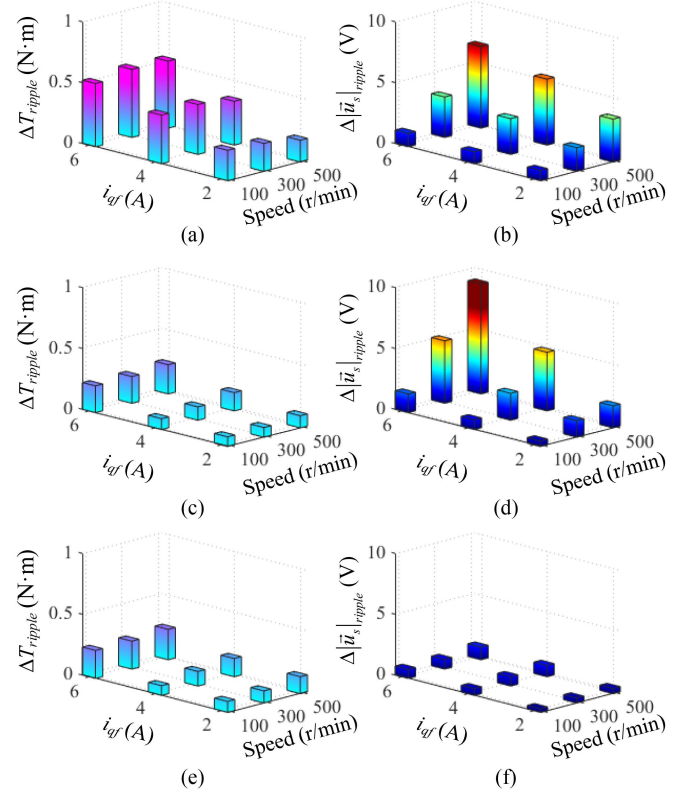 1
0.5
0
ΔT_ripple (N·m)
6
4
2
i_qf (A)
100
300
500
Speed (r/min)
(a)
10
5
0
Δ|u⃗_s|_ripple (V)
6
4
2
i_qf (A)
100
300
500
Speed (r/min)
(b)
1
0.5
0
ΔT_ripple (N·m)
6
4
2
i_qf (A)
100
300
500
Speed (r/min)
(c)
10
5
0
Δ|u⃗_s|_ripple (V)
6
4
2
i_qf (A)
100
300
500
Speed (r/min)
(d)
1
0.5
0
ΔT_ripple (N·m)
6
4
2
i_qf (A)
100
300
500
Speed (r/min)
(e)
10
5
0
Δ|u⃗_s|_ripple (V)
6
4
2
i_qf (A)
100
300
500
Speed (r/min)
(f)